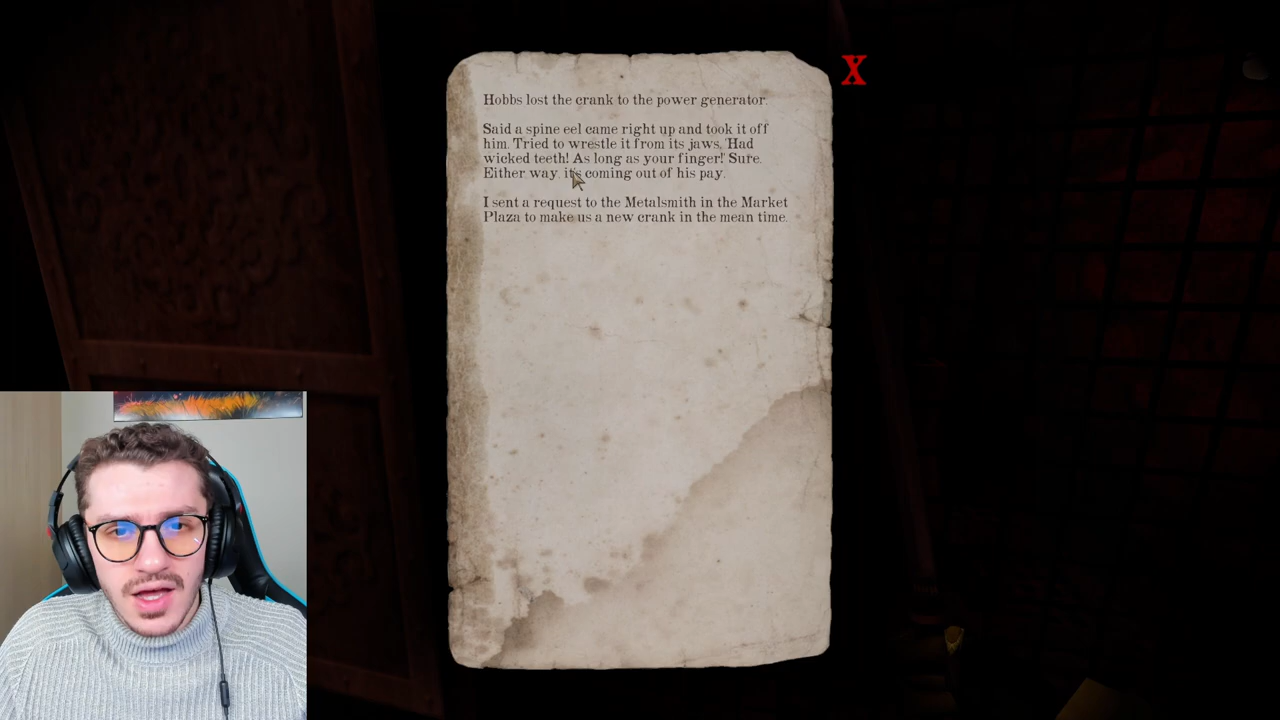 X
Hobbs lost the crank to the power generator.
Said a spine eel came right up and took it off
him. Tried to wrestle it from its jaws. 'Had
wicked teeth! As long as your finger!' Sure.
Either way, it's coming out of his pay.
I sent a request to the Metalsmith in the Market
Plaza to make us a new crank in the mean time.